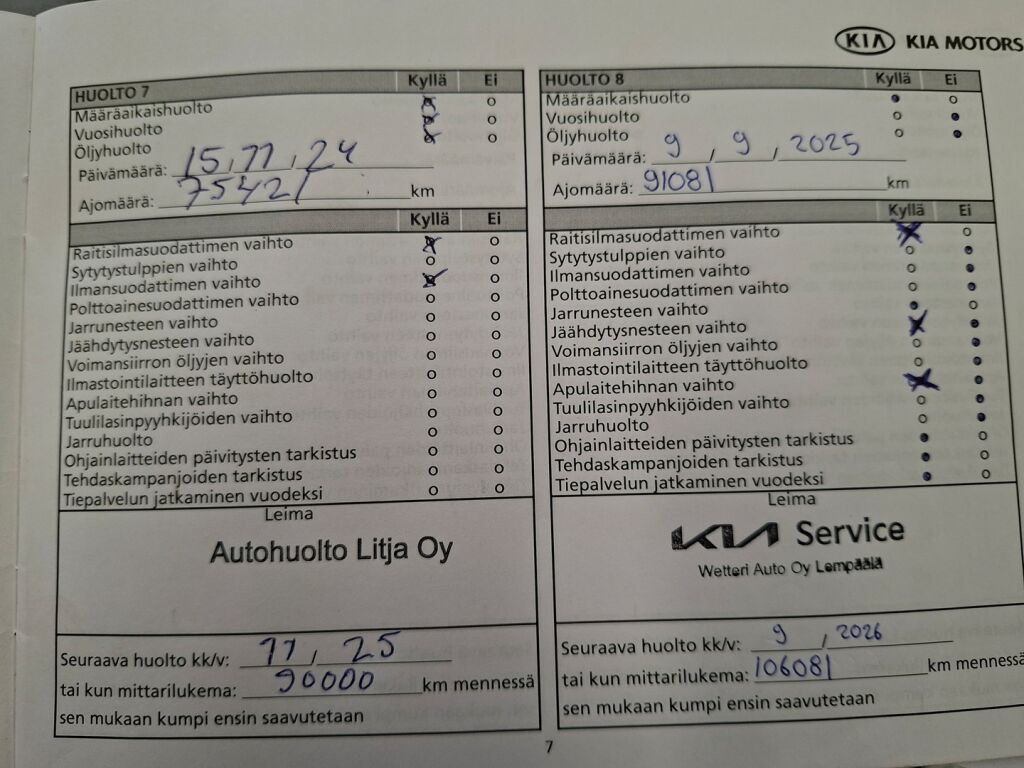 KIA KIA MOTORS
HUOLTO 7 Kyllä Ei
Määräaikaishuolto
Vuosihuolto
Öljyhuolto
Päivämäärä: 15, 11, 24
Ajomäärä: 75421 km
Kyllä Ei
Raitisilmasuodattimen vaihto
Sytytystulppien vaihto
Ilmansuodattimen vaihto
Polttoainesuodattimen vaihto
Jarrunesteen vaihto
Jäähdytysnesteen vaihto
Voimansiirron öljyjen vaihto
Ilmastointilaitteen täyttöhuolto
Apulaitehihnan vaihto
Tuulilasinpyyhkijöiden vaihto
Jarruhuolto
Ohjainlaitteiden päivitysten tarkistus
Tehdaskampanjoiden tarkistus
Tiepalvelun jatkaminen vuodeksi
Leima
Autohuolto Litja Oy
Seuraava huolto kk/v: 11, 25
tai kun mittarilukema: 90000 km mennessä
sen mukaan kumpi ensin saavutetaan
HUOLTO 8 Kyllä Ei
Määräaikaishuolto
Vuosihuolto
Öljyhuolto
Päivämäärä: 9, 9, 2025
Ajomäärä: 91081 km
Kyllä Ei
Raitisilmasuodattimen vaihto
Sytytystulppien vaihto
Ilmansuodattimen vaihto
Polttoainesuodattimen vaihto
Jarrunesteen vaihto
Jäähdytysnesteen vaihto
Voimansiirron öljyjen vaihto
Ilmastointilaitteen täyttöhuolto
Apulaitehihnan vaihto
Tuulilasinpyyhkijöiden vaihto
Jarruhuolto
Ohjainlaitteiden päivitysten tarkistus
Tehdaskampanjoiden tarkistus
Tiepalvelun jatkaminen vuodeksi
Leima
KIA Service
Wetteri Auto Oy Lempäälä
Seuraava huolto kk/v: 9, 2026
tai kun mittarilukema: 106081 km mennessä
sen mukaan kumpi ensin saavutetaan
7